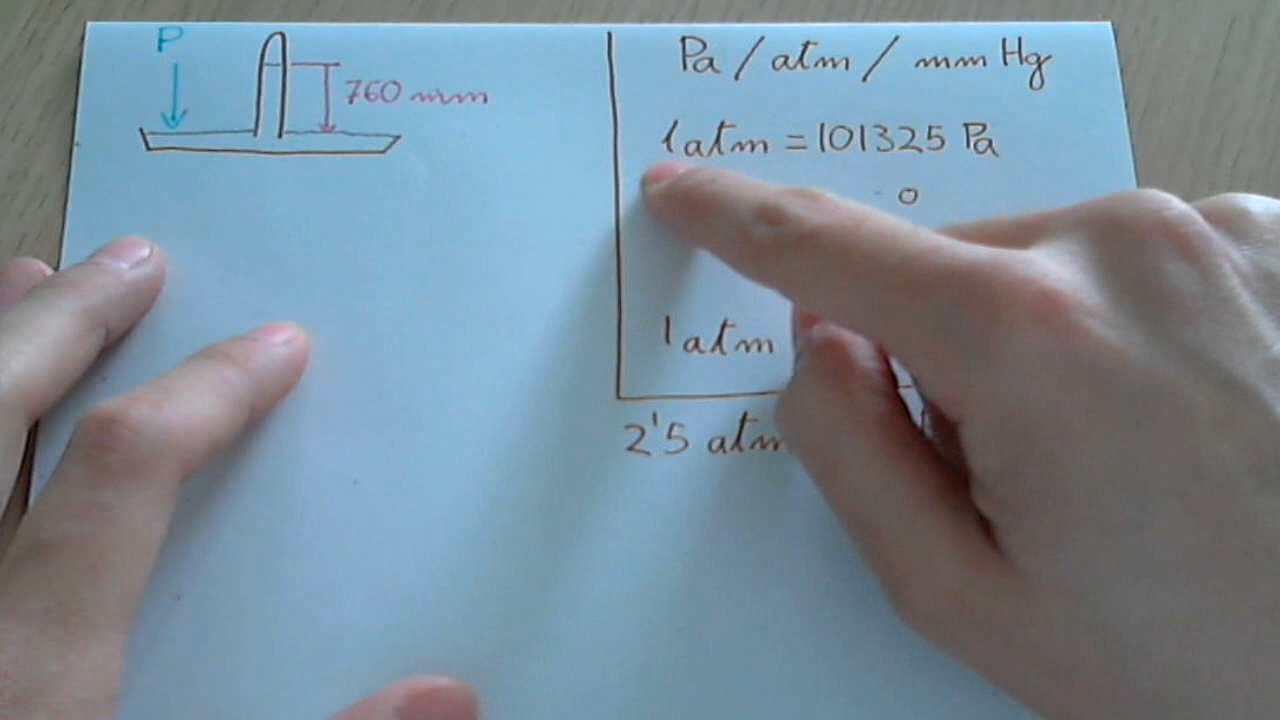 P
760 mm
Pa / atm / mm Hg
1 atm = 101325 Pa
o
1 atm
2'5 atm